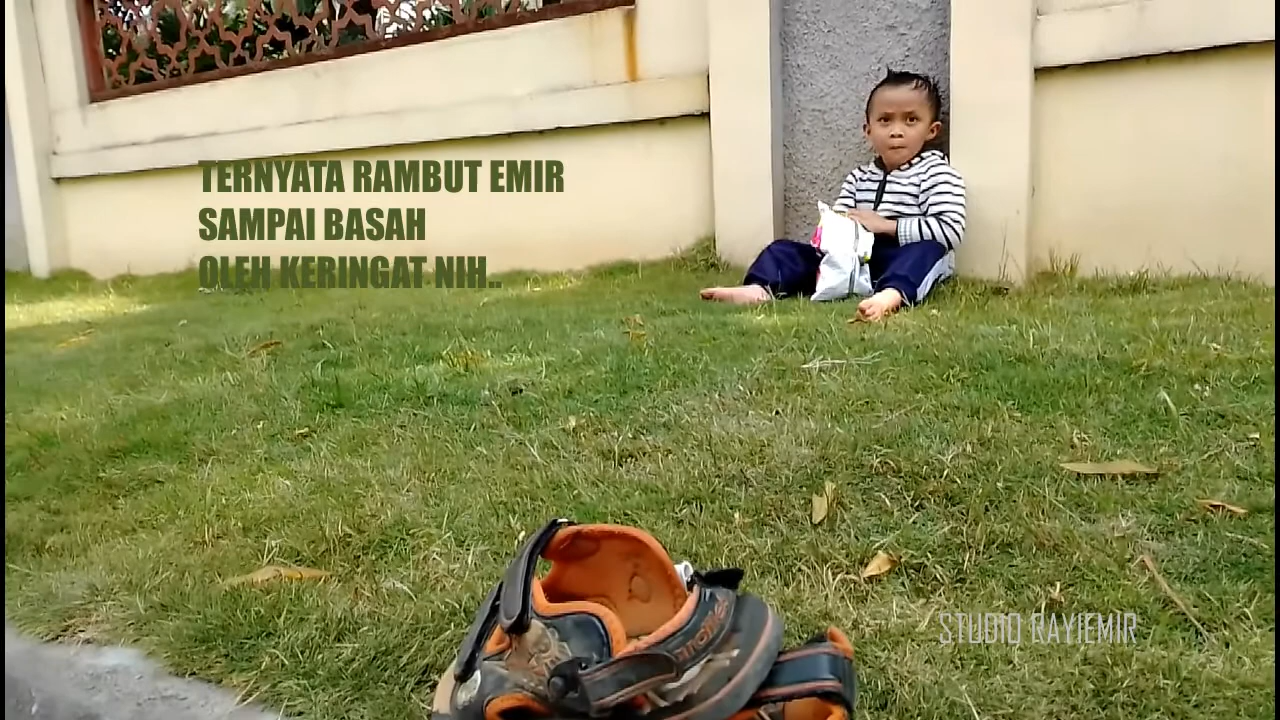 TERNYATA RAMBUT EMIR
SAMPAI BASAH
OLEH KERINGAT NIH..
STUDIO RAYIEMIR